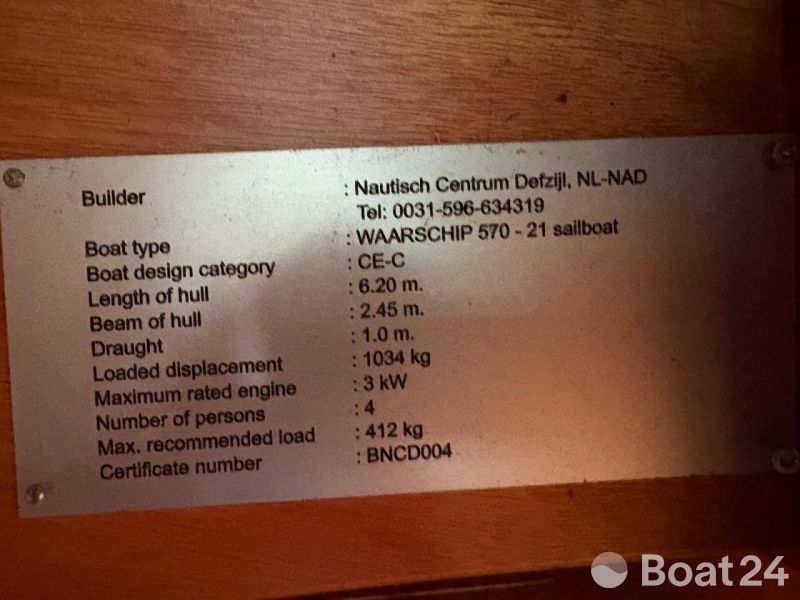 Builder : Nautisch Centrum Defzijl, NL-NAD
Tel: 0031-596-634319
Boat type : WAARSCHIP 570 - 21 sailboat
Boat design category : CE-C
Length of hull : 6.20 m.
Beam of hull : 2.45 m.
Draught : 1.0 m.
Loaded displacement : 1034 kg
Maximum rated engine : 3 kW
Number of persons : 4
Max. recommended load : 412 kg
Certificate number : BNCD004
Boat24